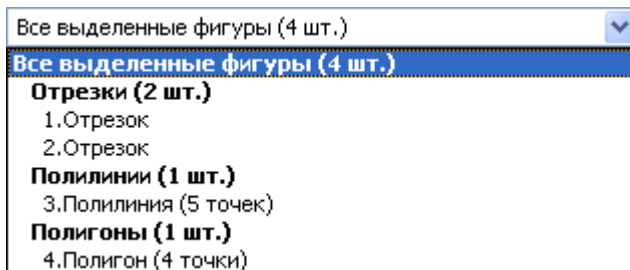 Все выделенные фигуры (4 шт.)
Все выделенные фигуры (4 шт.)
Отрезки (2 шт.)
1.Отрезок
2.Отрезок
Полилинии (1 шт.)
3.Полилиния (5 точек)
Полигоны (1 шт.)
4.Полигон (4 точки)